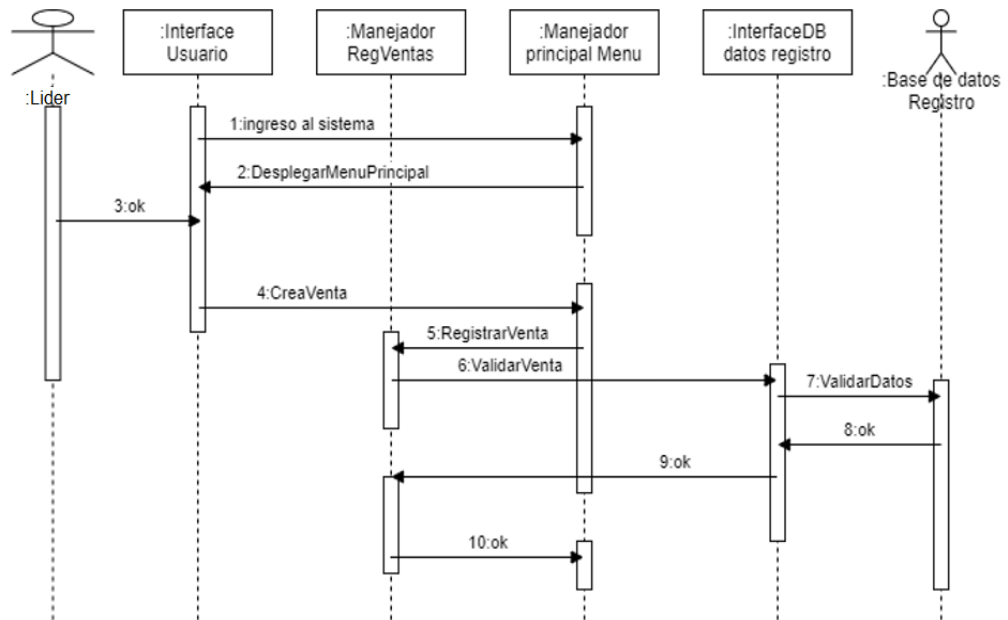 :Interface
Usuario
:Manejador
RegVentas
:Manejador
principal Menu
:InterfaceDB
datos registro
:Lider
:Base de datos
Registro
1:ingreso al sistema
2:DesplegarMenuPrincipal
3:ok
4:CreaVenta
5:RegistrarVenta
6:ValidarVenta
7:ValidarDatos
8:ok
9:ok
10:ok